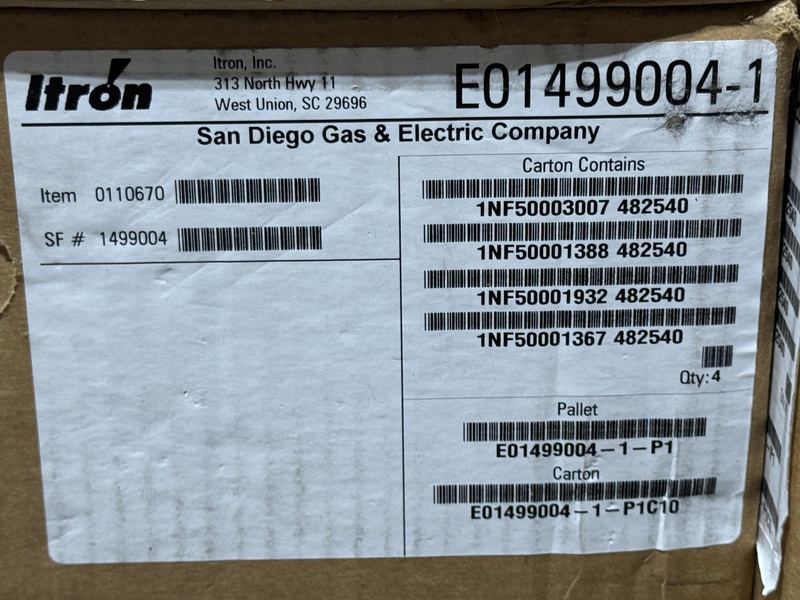 Itrón
Itron, Inc.
313 North Hwy 11
West Union, SC 29696
E01499004-1
San Diego Gas & Electric Company
Item 0110670
SF # 1499004
Carton Contains
1NF50003007 482540
1NF50001388 482540
1NF50001932 482540
1NF50001367 482540
Qty:4
Pallet
E01499004-1-P1
Carton
E01499004-1-P1C10